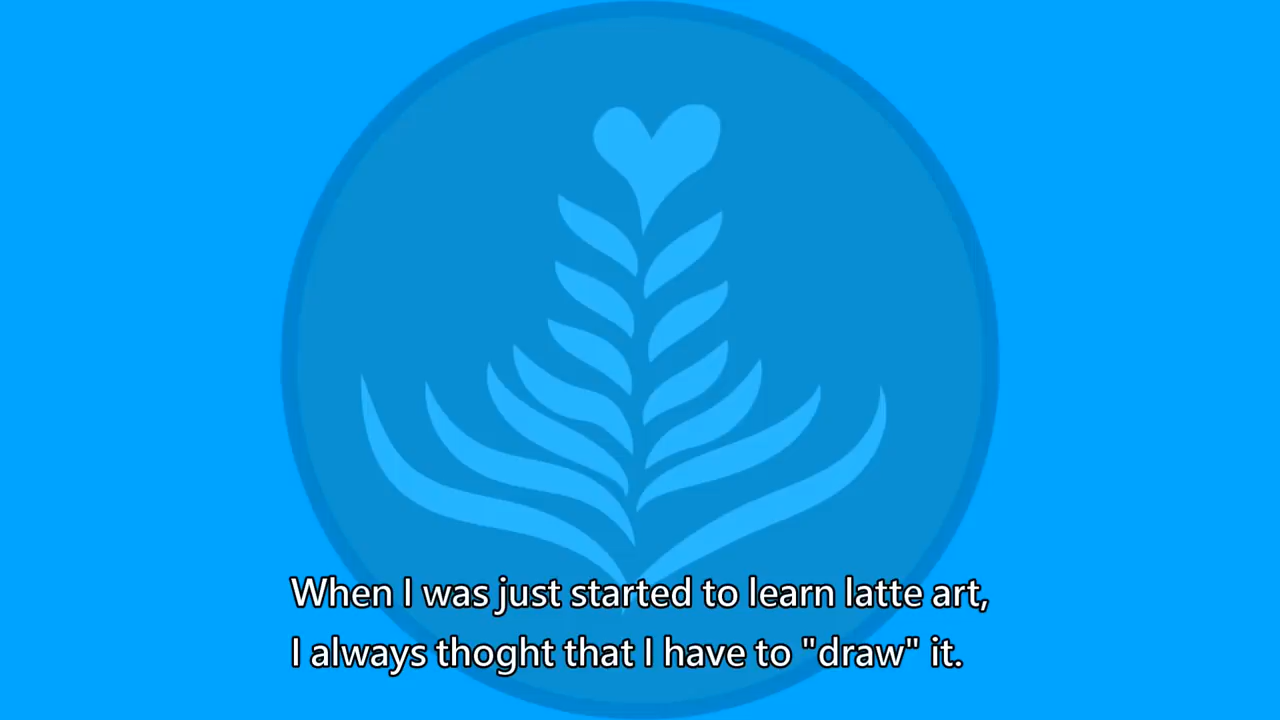 When I was just started to learn latte art,
I always thoght that I have to "draw" it.